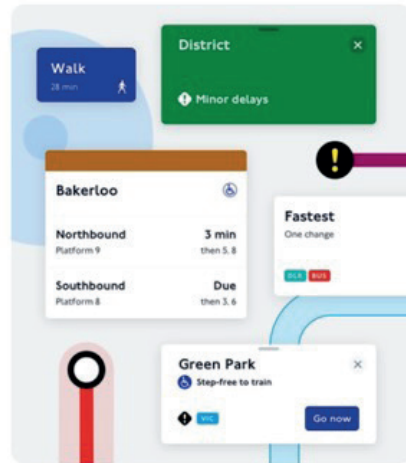 Walk
28 min
District
Minor delays
!
Bakerloo
Northbound 3 min
Platform 9 then 5, 8
Southbound Due
Platform 8 then 3, 6
Fastest
One change
DLR BUS
Green Park
Step-free to train
VIC
Go now